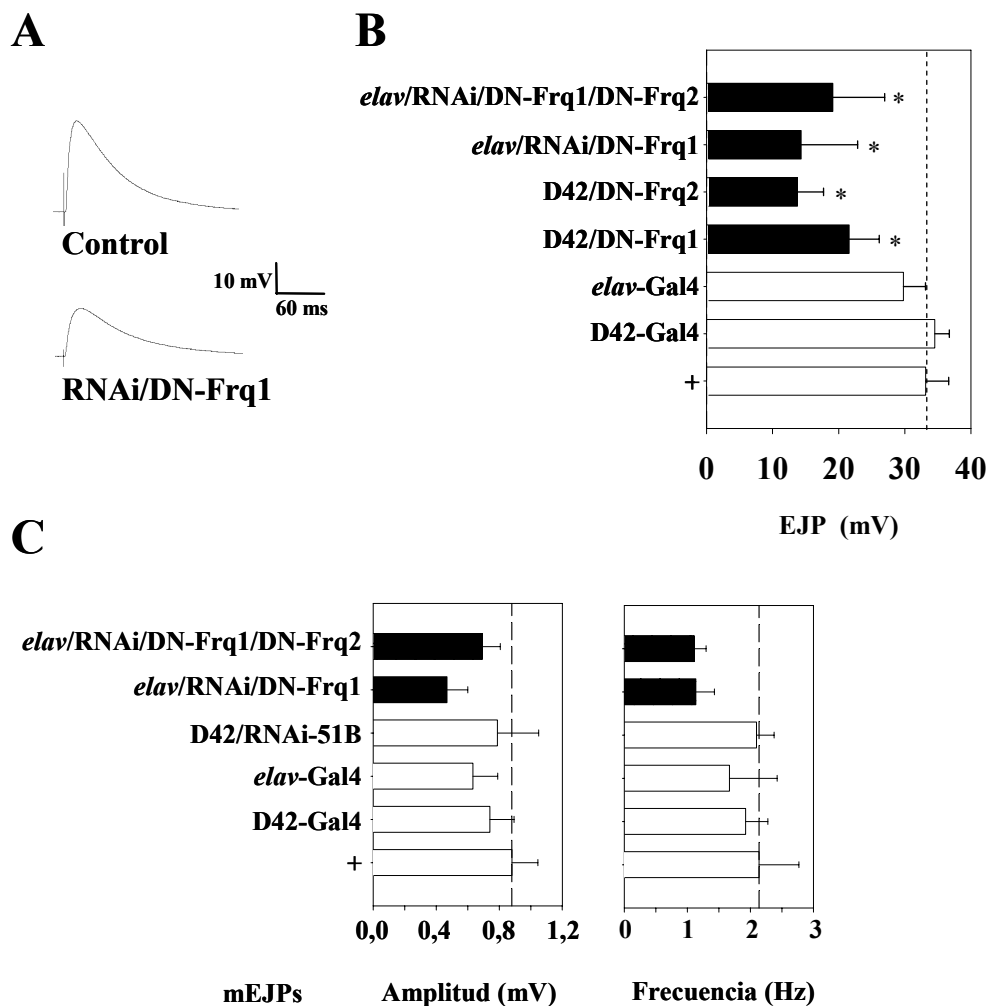 A
Control
10 mV
60 ms
RNAi/DN-Frq1
B
elav/RNAi/DN-Frq1/DN-Frq2
*
elav/RNAi/DN-Frq1
*
D42/DN-Frq2
*
D42/DN-Frq1
*
elav-Gal4
D42-Gal4
+
0 10 20 30 40
EJP (mV)
C
elav/RNAi/DN-Frq1/DN-Frq2
elav/RNAi/DN-Frq1
D42/RNAi-51B
elav-Gal4
D42-Gal4
+
0,0 0,4 0,8 1,2
0 1 2 3
mEJPs
Amplitud (mV)
Frecuencia (Hz)